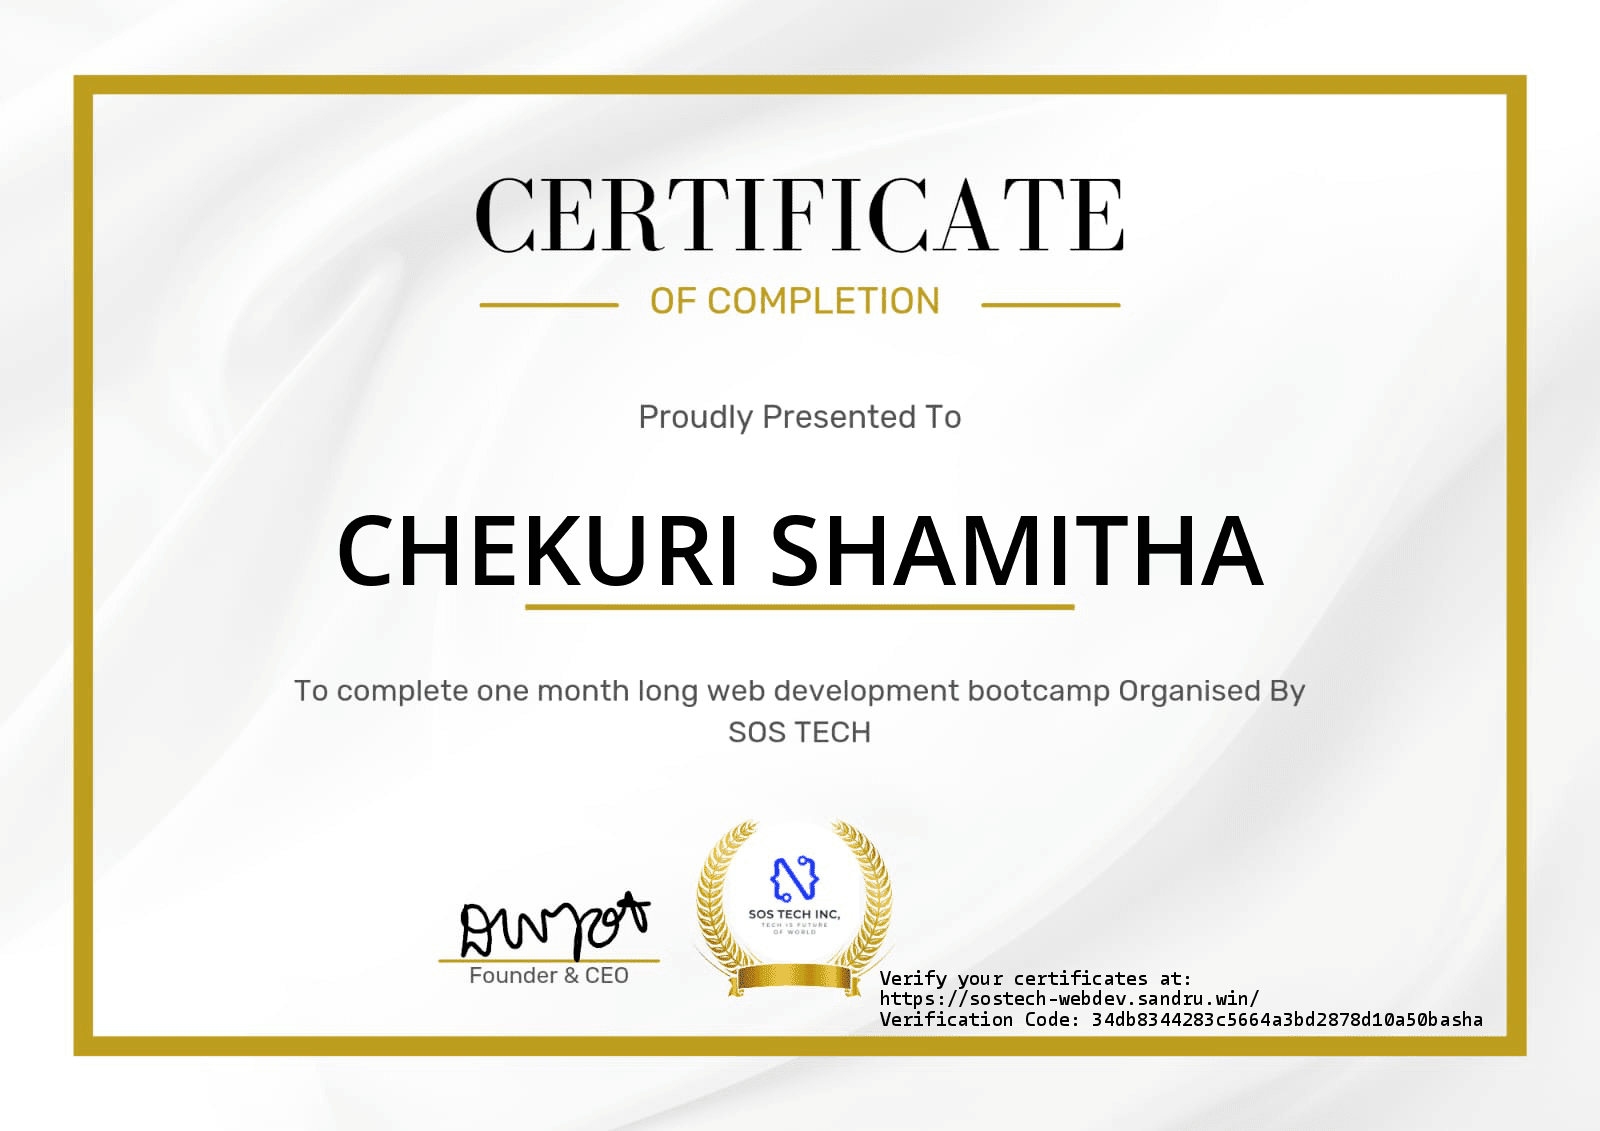 CERTIFICATE
OF COMPLETION
Proudly Presented To
CHEKURI SHAMITHA
To complete one month long web development bootcamp Organised By
SOS TECH
SOS TECH INC,
TECH IS FUTURE
OF WORLD
Founder & CEO
Verify your certificates at:
https://sostech-webdev.sandru.win/
Verification Code: 34db8344283c5664a3bd2878d10a50basha